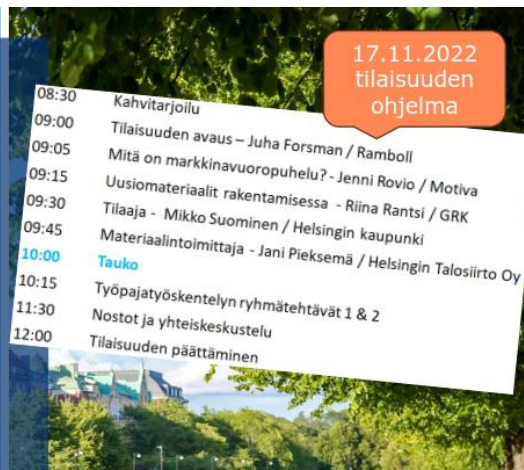 17.11.2022
tilaisuuden
ohjelma
08:30 Kahvitarjoilu
09:00 Tilaisuuden avaus – Juha Forsman / Ramboll
09:05 Mitä on markkinavuoropuhelu? - Jenni Rovio / Motiva
09:15 Uusiomateriaalit rakentamisessa - Riina Rantsi / GRK
09:30 Tilaaja - Mikko Suominen / Helsingin kaupunki
09:45 Materiaalintoimittaja - Jani Pieksemä / Helsingin Talosiirto Oy
10:00 Tauko
10:15 Työpajatyöskentelyn ryhmätehtävät 1 & 2
11:30 Nostot ja yhteiskeskustelu
12:00 Tilaisuuden päättäminen